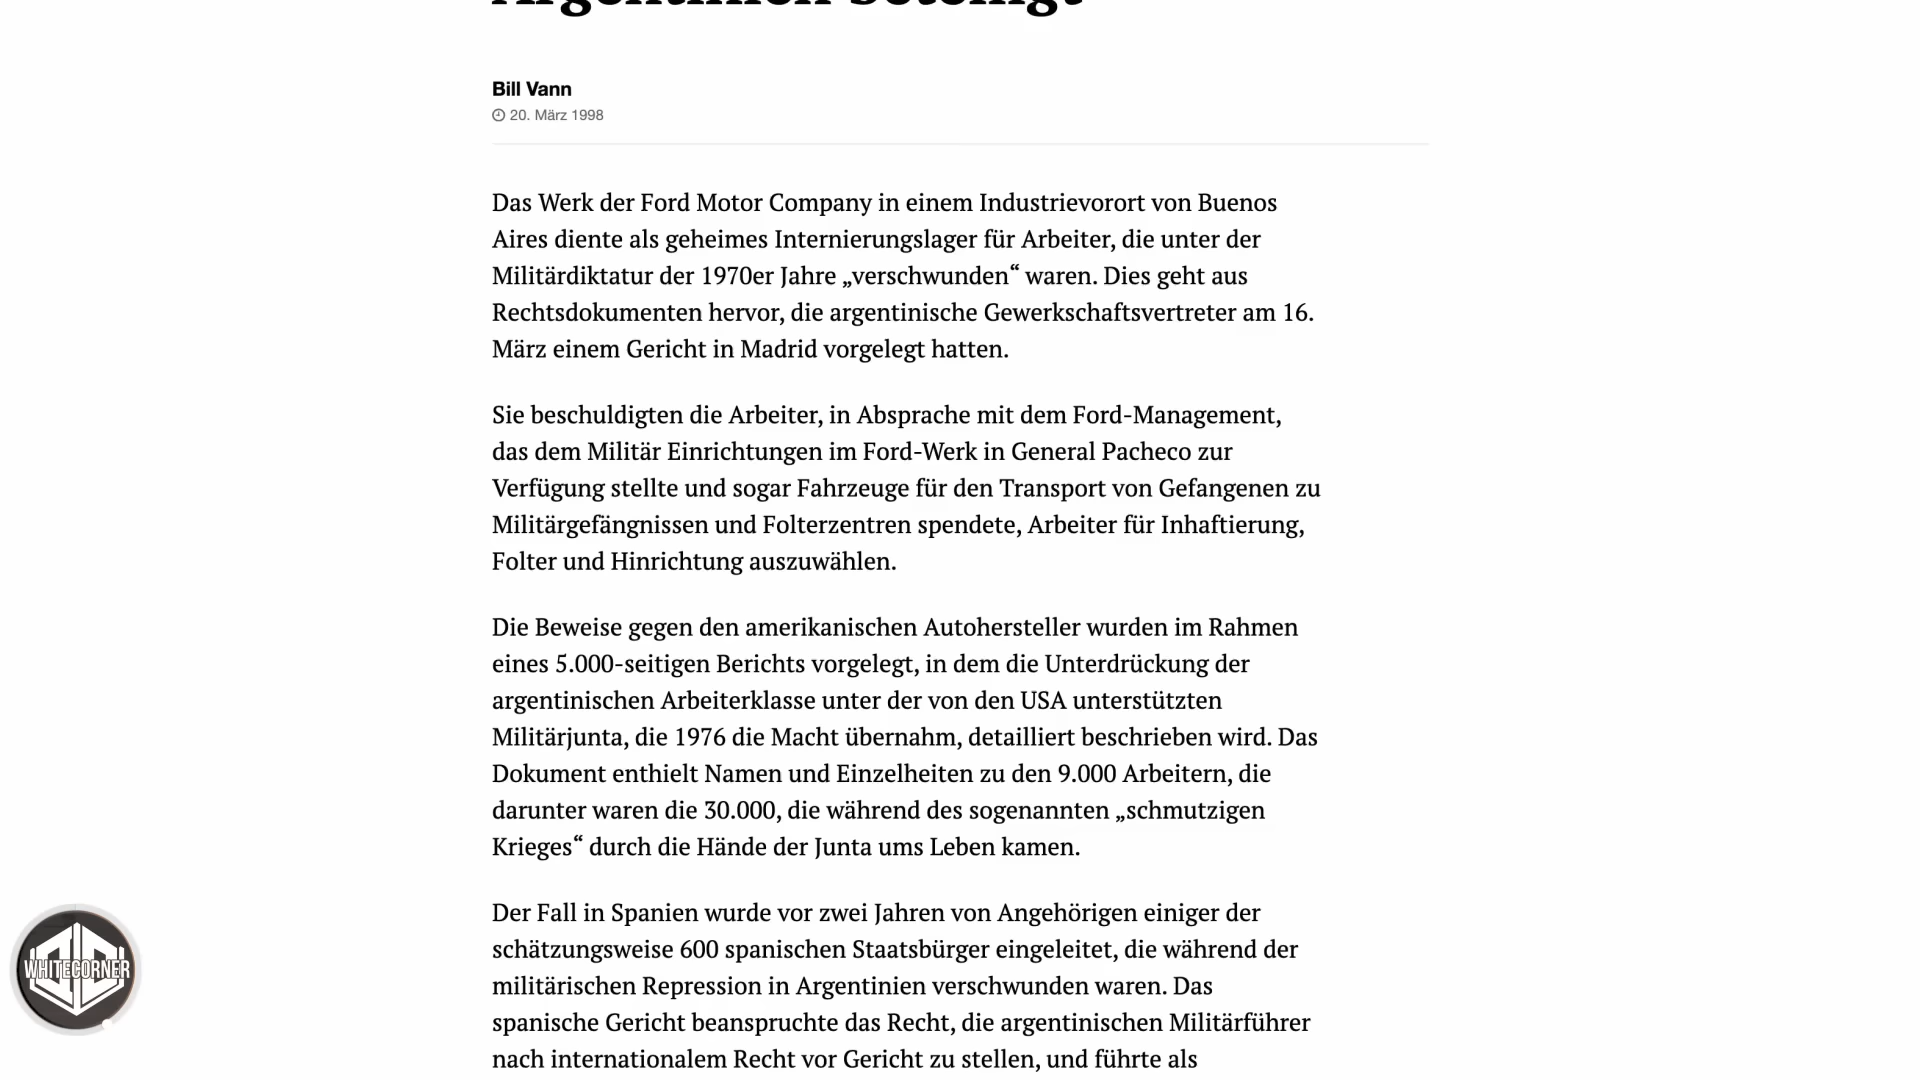 Argentinien beteiligt
Bill Vann
20. März 1998
Das Werk der Ford Motor Company in einem Industrievorort von Buenos
Aires diente als geheimes Internierungslager für Arbeiter, die unter der
Militärdiktatur der 1970er Jahre „verschwunden“ waren. Dies geht aus
Rechtsdokumenten hervor, die argentinische Gewerkschaftsvertreter am 16.
März einem Gericht in Madrid vorgelegt hatten.
Sie beschuldigten die Arbeiter, in Absprache mit dem Ford-Management,
das dem Militär Einrichtungen im Ford-Werk in General Pacheco zur
Verfügung stellte und sogar Fahrzeuge für den Transport von Gefangenen zu
Militärgefängnissen und Folterzentren spendete, Arbeiter für Inhaftierung,
Folter und Hinrichtung auszuwählen.
Die Beweise gegen den amerikanischen Autohersteller wurden im Rahmen
eines 5.000-seitigen Berichts vorgelegt, in dem die Unterdrückung der
argentinischen Arbeiterklasse unter der von den USA unterstützten
Militärjunta, die 1976 die Macht übernahm, detailliert beschrieben wird. Das
Dokument enthielt Namen und Einzelheiten zu den 9.000 Arbeitern, die
darunter waren die 30.000, die während des sogenannten „schmutzigen
Krieges“ durch die Hände der Junta ums Leben kamen.
Der Fall in Spanien wurde vor zwei Jahren von Angehörigen einiger der
schätzungsweise 600 spanischen Staatsbürger eingeleitet, die während der
militärischen Repression in Argentinien verschwunden waren. Das
spanische Gericht beanspruchte das Recht, die argentinischen Militärführer
nach internationalem Recht vor Gericht zu stellen, und führte als
WHITECORNER